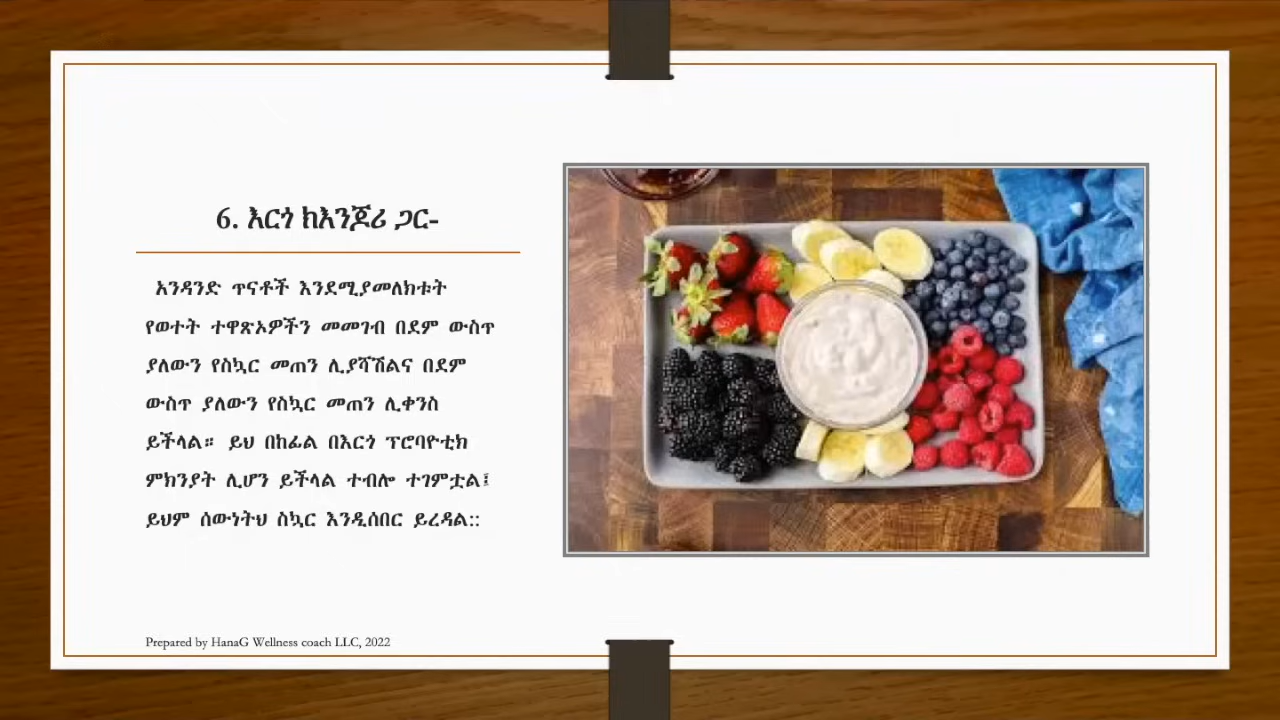 6. እርጎ ከእንጆሪ ጋር-
አንዳንድ ጥናቶች እንደሚያመለክቱት
የወተት ተዋጽኦዎችን መመገብ በደም ውስጥ
ያለውን የስኳር መጠን ሊያሻሽልና በደም
ውስጥ ያለውን የስኳር መጠን ሊቀንስ
ይችላል። ይህ በከፊል በእርጎ ፕሮባዮቲክ
ምክንያት ሊሆን ይችላል ተብሎ ተገምቷል፤
ይህም ሰውነትህ ስኳር እንዲሰበር ይረዳል::
Prepared by HanaG Wellness coach LLC, 2022